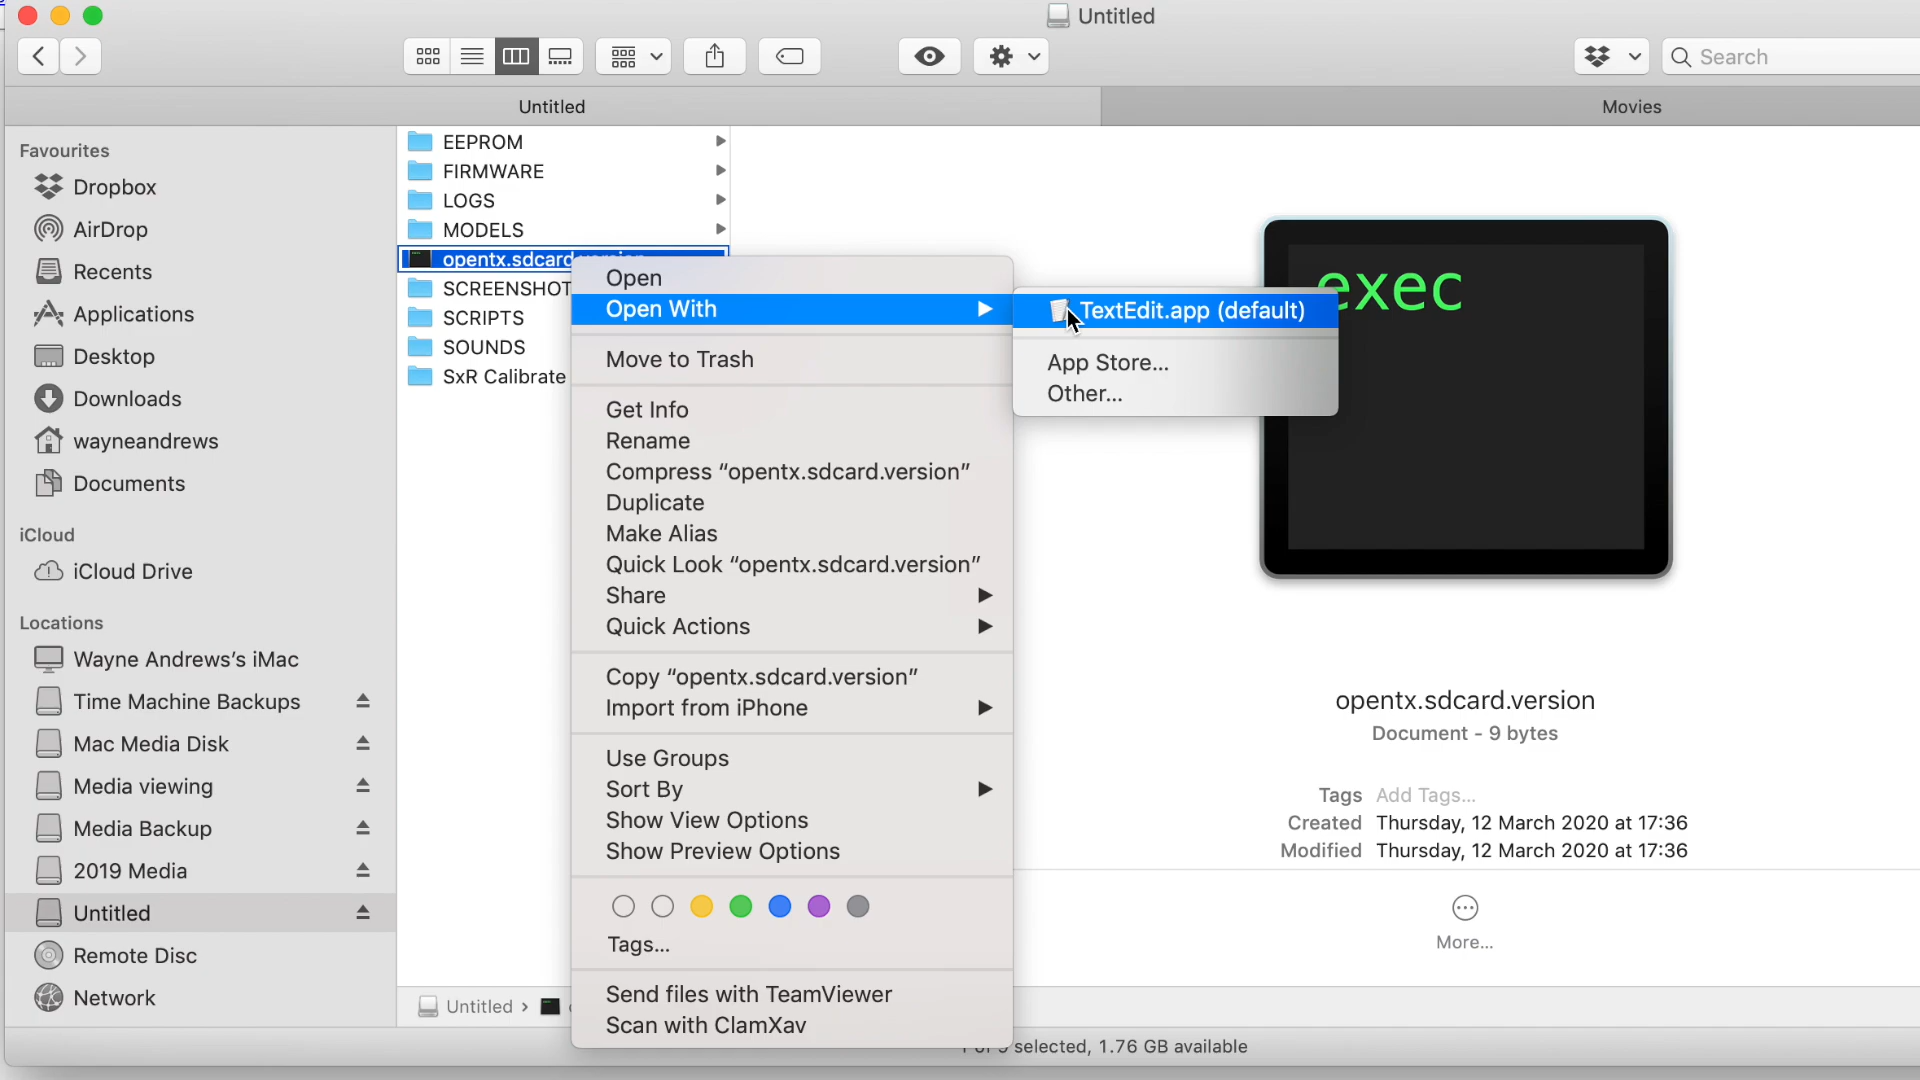 Untitled
Search
Untitled
Movies
Favourites
Dropbox
AirDrop
Recents
Applications
Desktop
Downloads
wayneandrews
Documents
iCloud
iCloud Drive
Locations
Wayne Andrews's iMac
Time Machine Backups
Mac Media Disk
Media viewing
Media Backup
2019 Media
Untitled
Remote Disc
Network
EEPROM
FIRMWARE
LOGS
MODELS
opentx.sdcard.version
SCREENSHOT
SCRIPTS
SOUNDS
SxR Calibrate
Open
Open With
Move to Trash
Get Info
Rename
Compress “opentx.sdcard.version”
Duplicate
Make Alias
Quick Look “opentx.sdcard.version”
Share
Quick Actions
Copy “opentx.sdcard.version”
Import from iPhone
Use Groups
Sort By
Show View Options
Show Preview Options
Tags...
Send files with TeamViewer
Scan with ClamXav
TextEdit.app (default)
App Store...
Other...
exec
opentx.sdcard.version
Document - 9 bytes
Tags Add Tags...
Created Thursday, 12 March 2020 at 17:36
Modified Thursday, 12 March 2020 at 17:36
More...
Untitled ›
selected, 1.76 GB available